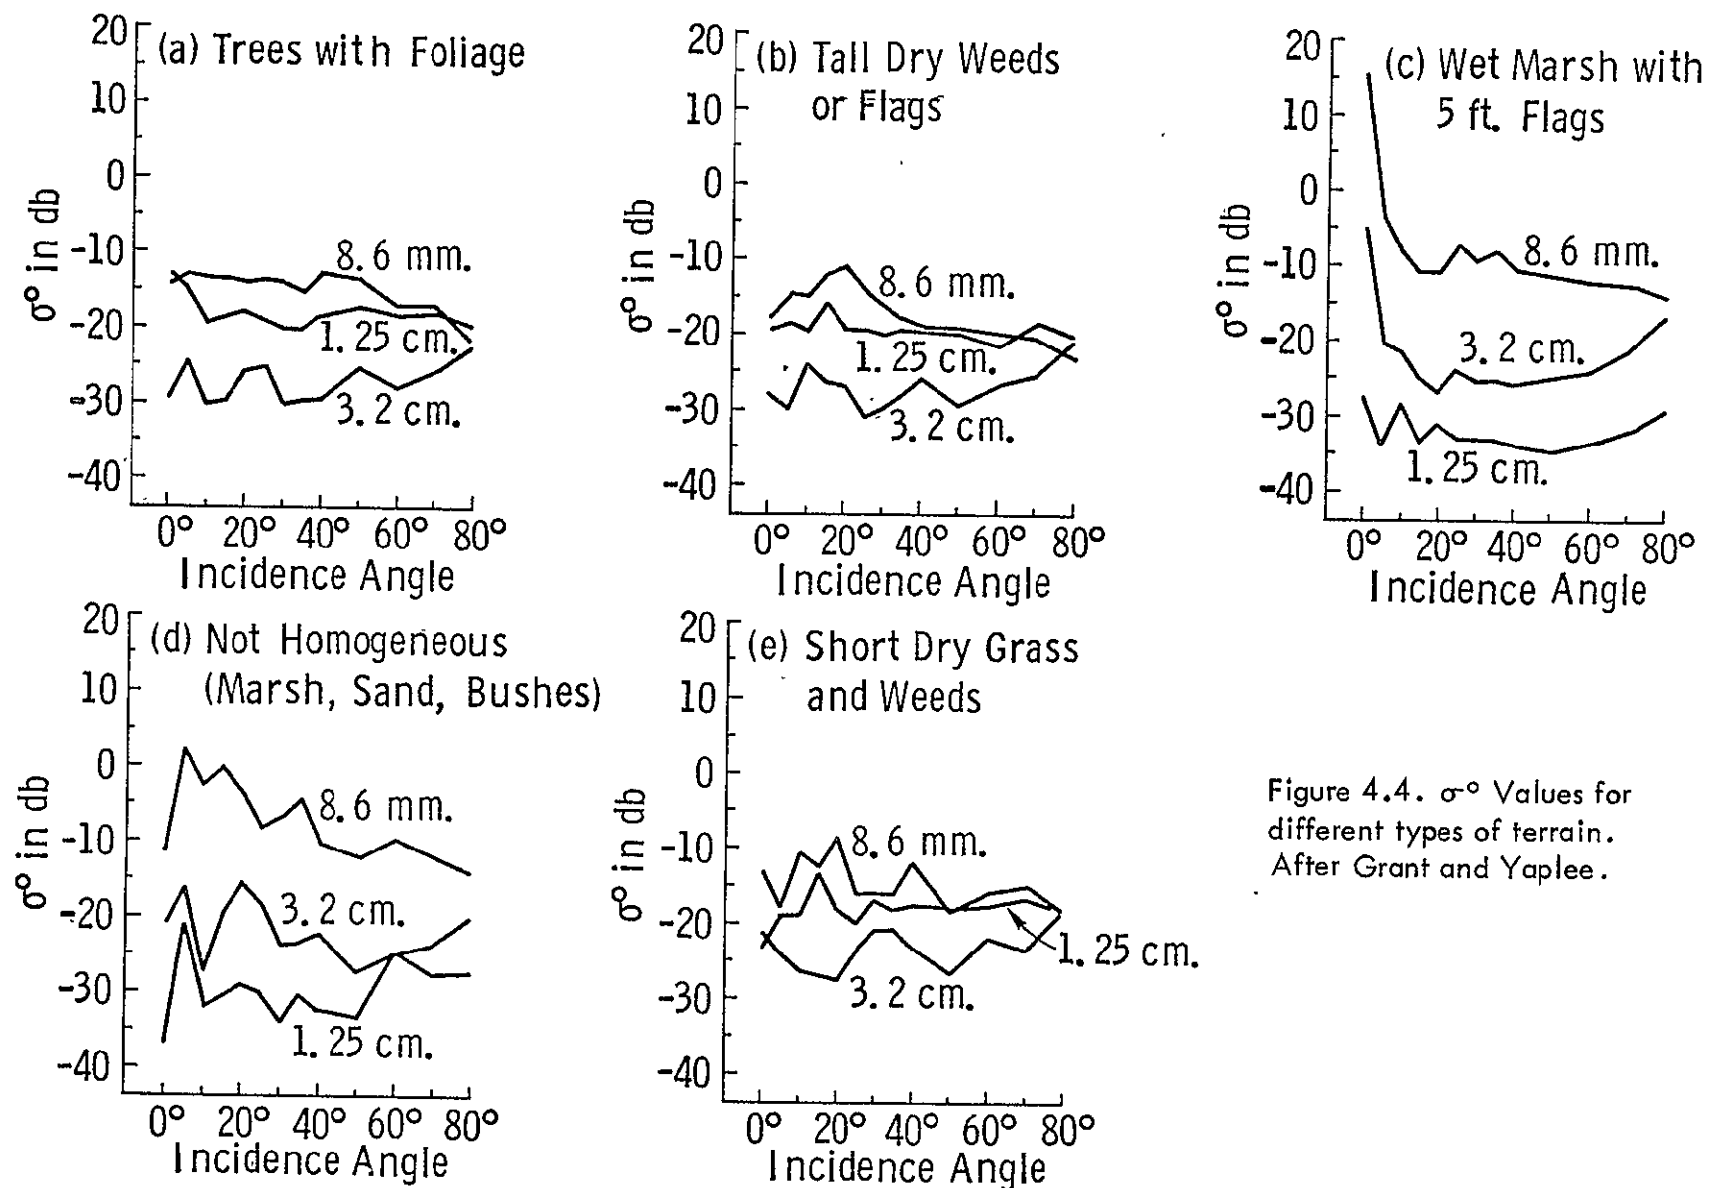 (a) Trees with Foliage
20
10
0
-10
-20
-30
-40
σ° in db
8.6 mm.
1.25 cm.
3.2 cm.
0° 20° 40° 60° 80°
Incidence Angle
(b) Tall Dry Weeds
or Flags
20
10
0
-10
-20
-30
-40
σ° in db
8.6 mm.
1.25 cm.
3.2 cm.
0° 20° 40° 60° 80°
Incidence Angle
(c) Wet Marsh with
5 ft. Flags
20
10
0
-10
-20
-30
-40
σ° in db
8.6 mm.
3.2 cm.
1.25 cm.
0° 20° 40° 60° 80°
Incidence Angle
(d) Not Homogeneous
(Marsh, Sand, Bushes)
20
10
0
-10
-20
-30
-40
σ° in db
8.6 mm.
3.2 cm.
1.25 cm.
0° 20° 40° 60° 80°
Incidence Angle
(e) Short Dry Grass
and Weeds
20
10
0
-10
-20
-30
-40
σ° in db
8.6 mm.
1.25 cm.
3.2 cm.
0° 20° 40° 60° 80°
Incidence Angle
Figure 4.4. σ° Values for
different types of terrain.
After Grant and Yaplee.